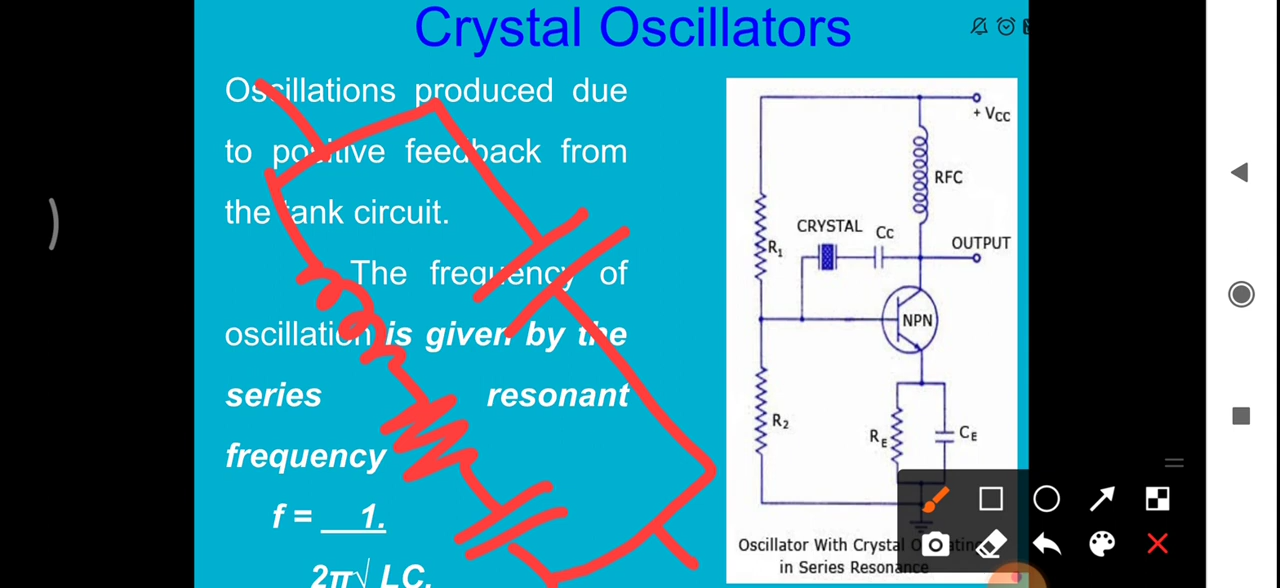 Crystal Oscillators
Oscillations produced due
to positive feedback from
the tank circuit.
The frequency of
oscillation is given by the
series resonant
frequency
f = 1.
2π√ LC.
+ Vcc
RFC
CRYSTAL Cc
R1
OUTPUT
NPN
R2
RE
CE
Oscillator With Crystal O ating
in Series Resonance